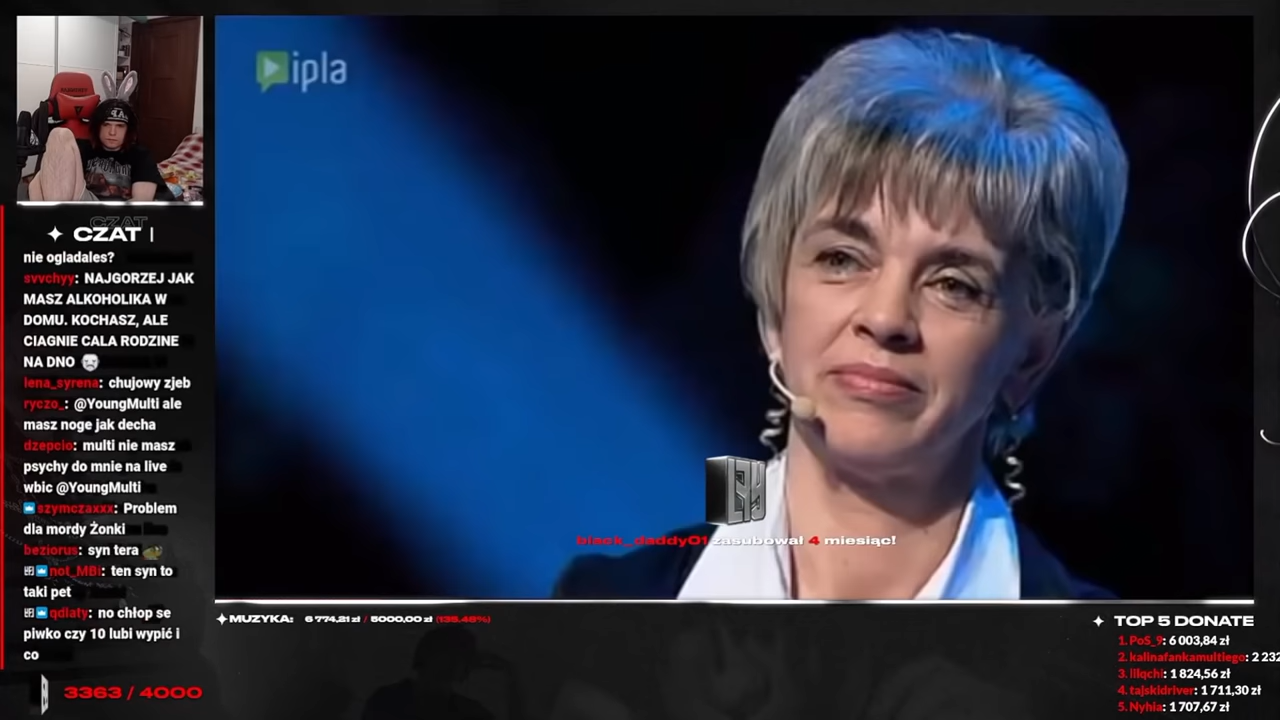 ipla
CZAT
✦ CZAT |
nie ogladales?
svvchyy: NAJGORZEJ JAK
MASZ ALKOHOLIKA W
DOMU. KOCHASZ, ALE
CIAGNIE CALA RODZINE
NA DNO
lena_syrena: chujowy zjeb
ryczo_: @YoungMulti ale
masz noge jak decha
dzepcio: multi nie masz
psychy do mnie na live
wbic @YoungMulti
szymczaxxx: Problem
dla mordy Żonki
beziorus: syn tera
not_MBi: ten syn to
taki pet
qdlaty: no chłop se
piwko czy 10 lubi wypić i
co
3363 / 4000
black_daddy01 zasubował 4 miesiąc!
✦MUZYKA: 6 774,21 zł / 5000,00 zł (135.48%)
✦ TOP 5 DONATE
1. PoS_9: 6 003,84 zł
2. kalinafankamultiego: 2 232
3. illqchi: 1 824,56 zł
4. tajskidriver: 1 711,30 zł
5. Nyhia: 1 707,67 zł